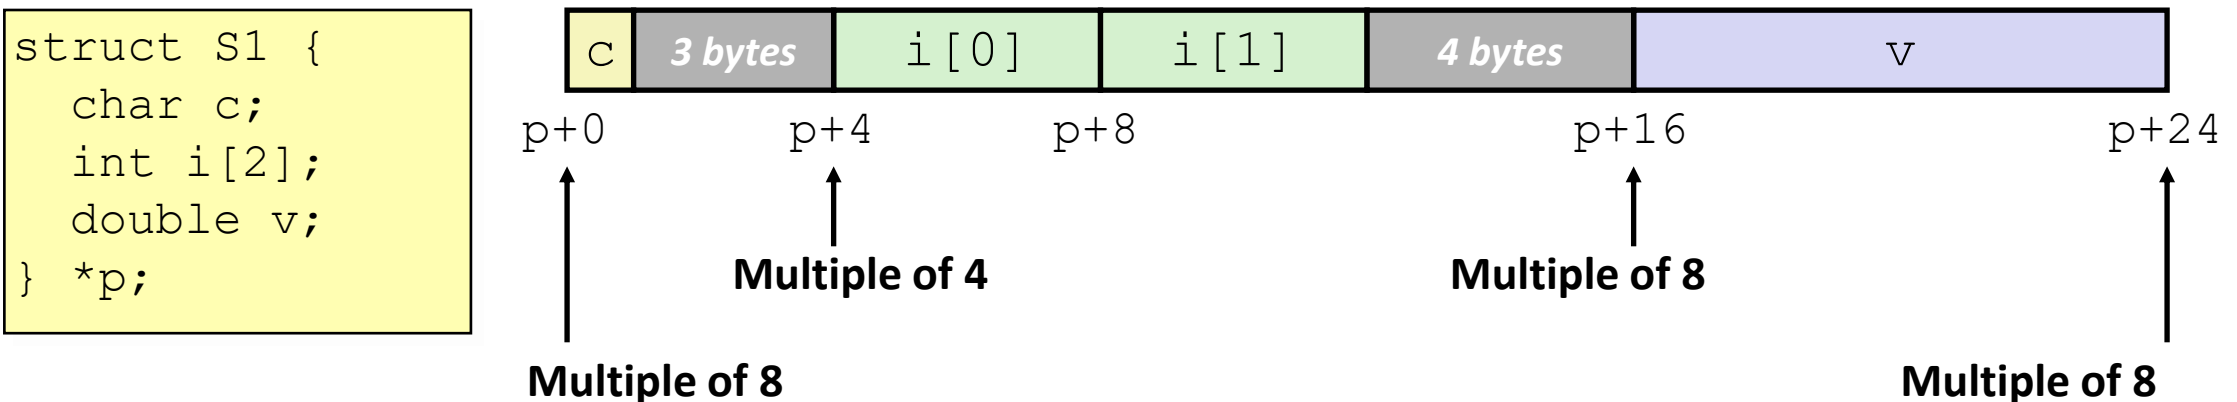 struct S1 {
  char c;
  int i[2];
  double v;
} *p;
c 3 bytes i[0] i[1] 4 bytes v
p+0 p+4 p+8 p+16 p+24
Multiple of 4 Multiple of 8
Multiple of 8 Multiple of 8